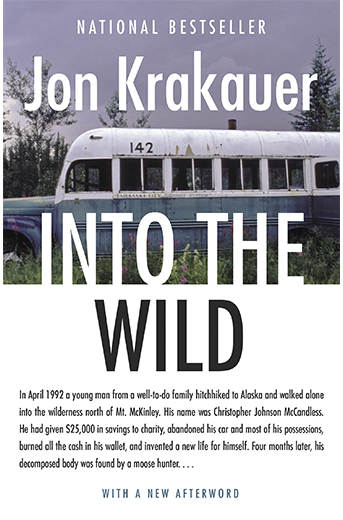 NATIONAL BESTSELLER
Jon Krakauer
142
FAIRBANKS CITY TRANSIT SYSTEM
INTO THE
WILD
In April 1992 a young man from a well-to-do family hitchhiked to Alaska and walked alone
into the wilderness north of Mt. McKinley. His name was Christopher Johnson McCandless.
He had given $25,000 in savings to charity, abandoned his car and most of his possessions,
burned all the cash in his wallet, and invented a new life for himself. Four months later, his
decomposed body was found by a moose hunter. . . .
WITH A NEW AFTERWORD